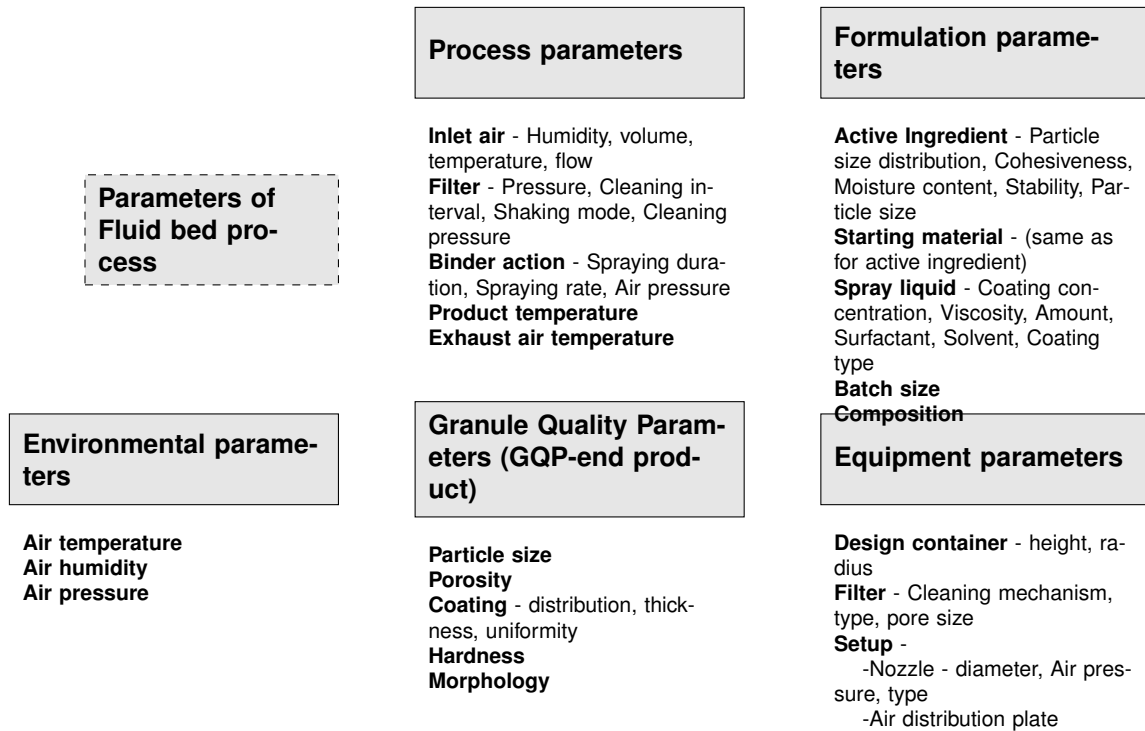 Parameters of
Fluid bed pro-
cess
Process parameters
Inlet air - Humidity, volume,
temperature, flow
Filter - Pressure, Cleaning in-
terval, Shaking mode, Cleaning
pressure
Binder action - Spraying dura-
tion, Spraying rate, Air pressure
Product temperature
Exhaust air temperature
Formulation parame-
ters
Active Ingredient - Particle
size distribution, Cohesiveness,
Moisture content, Stability, Par-
ticle size
Starting material - (same as
for active ingredient)
Spray liquid - Coating con-
centration, Viscosity, Amount,
Surfactant, Solvent, Coating
type
Batch size
Composition
Environmental parame-
ters
Air temperature
Air humidity
Air pressure
Granule Quality Param-
eters (GQP-end prod-
uct)
Particle size
Porosity
Coating - distribution, thick-
ness, uniformity
Hardness
Morphology
Equipment parameters
Design container - height, ra-
dius
Filter - Cleaning mechanism,
type, pore size
Setup -
-Nozzle - diameter, Air pres-
sure, type
-Air distribution plate